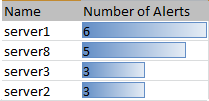 Name Number of Alerts
server1 6
server8 5
server3 3
server2 3